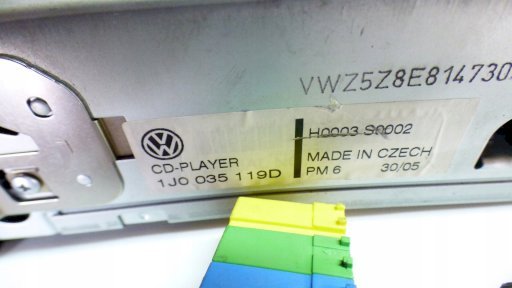 VWZ5Z8E814730
CD-PLAYER
1J0 035 119D
H0003 S0002
MADE IN CZECH
PM 6 30/05